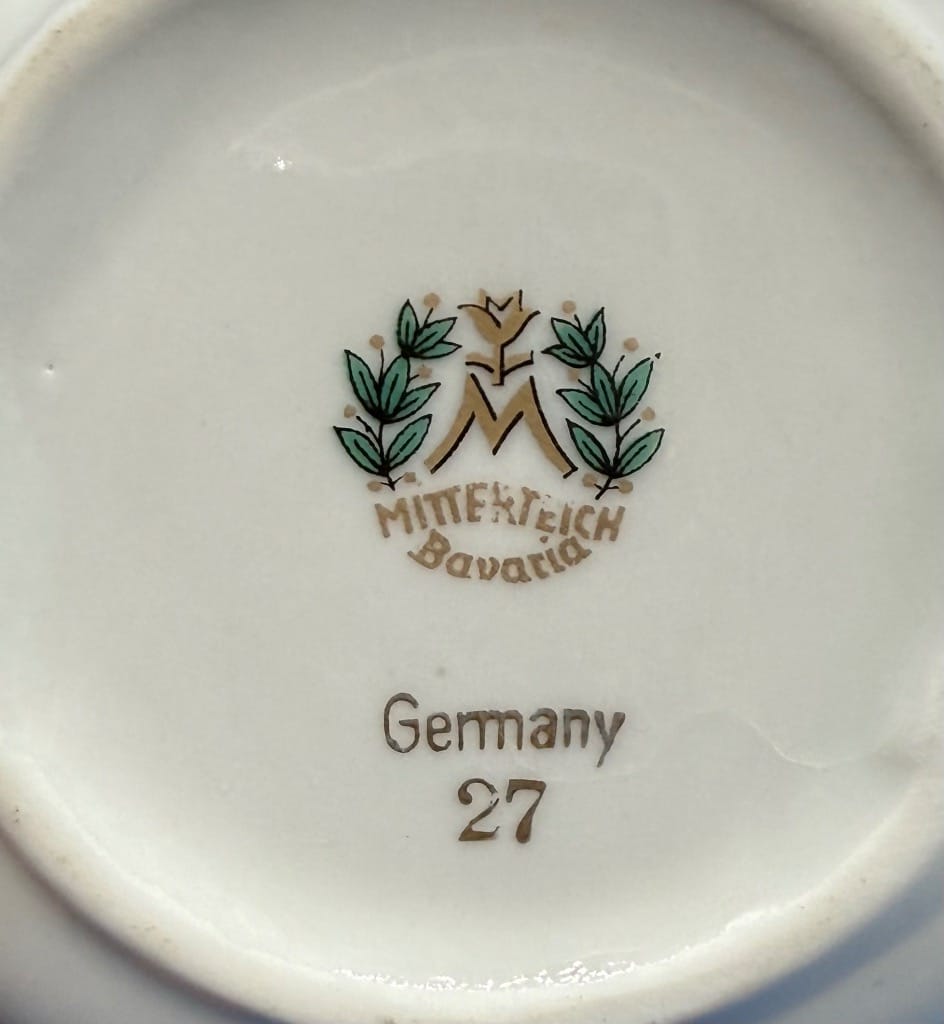 M
MITTERTEICH
Bavaria
Germany
27